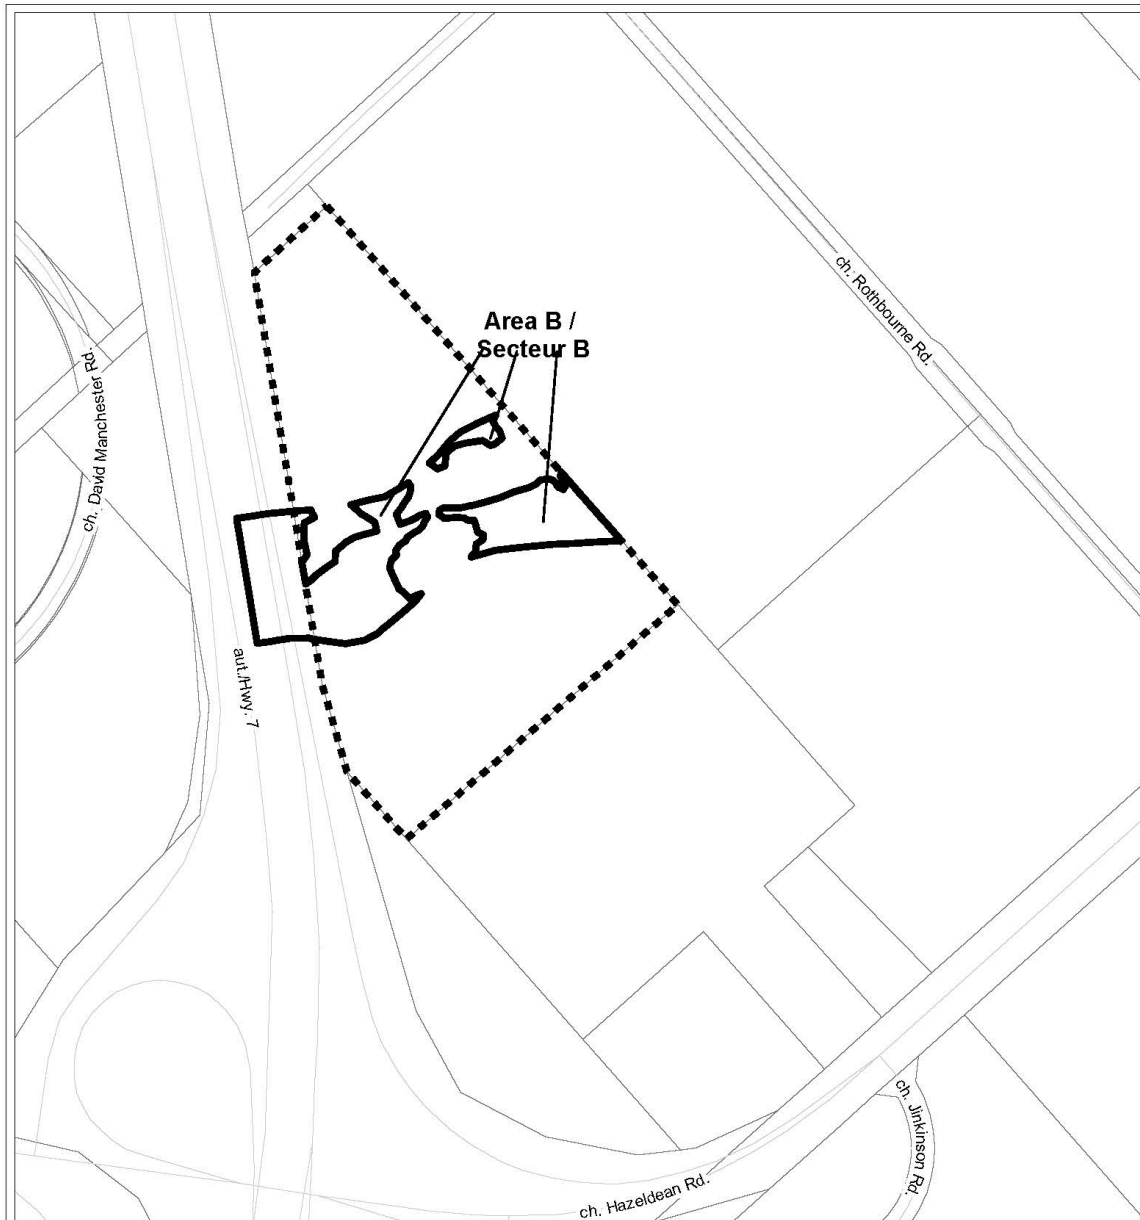 ch. Rothbourne Rd.
Area B /
Secteur B
ch. David Manchester Rd.
aut./Hwy. 7
ch. Jinkinson Rd.
ch. Hazeldean Rd.